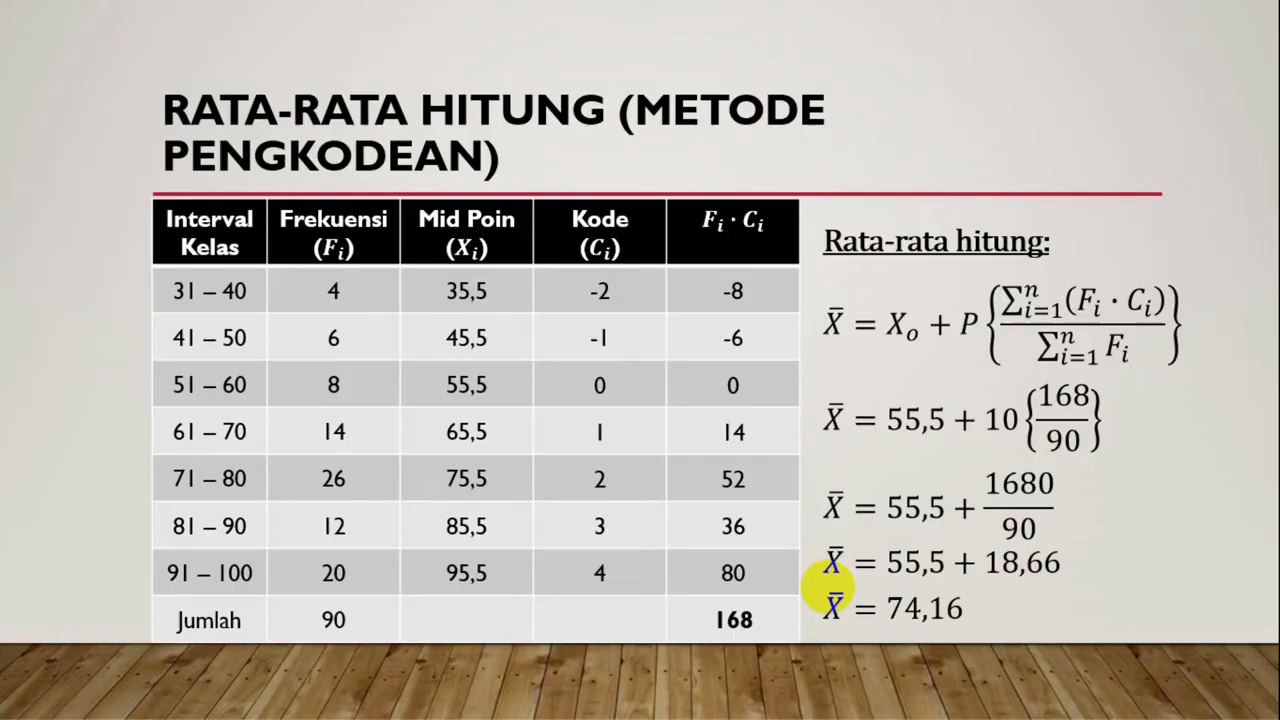 RATA-RATA HITUNG (METODE
PENGKODEAN)
Interval Kelas | Frekuensi (Fᵢ) | Mid Poin (Xᵢ) | Kode (Cᵢ) | Fᵢ · Cᵢ
31 – 40 | 4 | 35,5 | -2 | -8
41 – 50 | 6 | 45,5 | -1 | -6
51 – 60 | 8 | 55,5 | 0 | 0
61 – 70 | 14 | 65,5 | 1 | 14
71 – 80 | 26 | 75,5 | 2 | 52
81 – 90 | 12 | 85,5 | 3 | 36
91 – 100 | 20 | 95,5 | 4 | 80
Jumlah | 90 | | | 168
Rata-rata hitung:
X̄ = Xₒ + P {∑ⁿᵢ₌₁(Fᵢ · Cᵢ) / ∑ⁿᵢ₌₁ Fᵢ}
X̄ = 55,5 + 10 {168 / 90}
X̄ = 55,5 + 1680 / 90
X̄ = 55,5 + 18,66
X̄ = 74,16